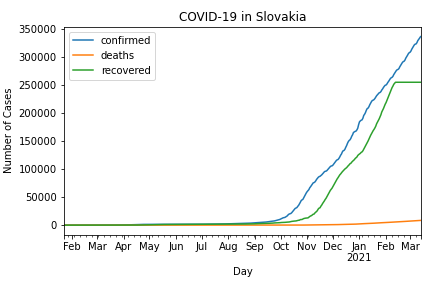 COVID-19 in Slovakia
confirmed
deaths
recovered
Number of Cases
350000
300000
250000
200000
150000
100000
50000
0
Feb Mar Apr May Jun Jul Aug Sep Oct Nov Dec Jan Feb Mar
2021
Day